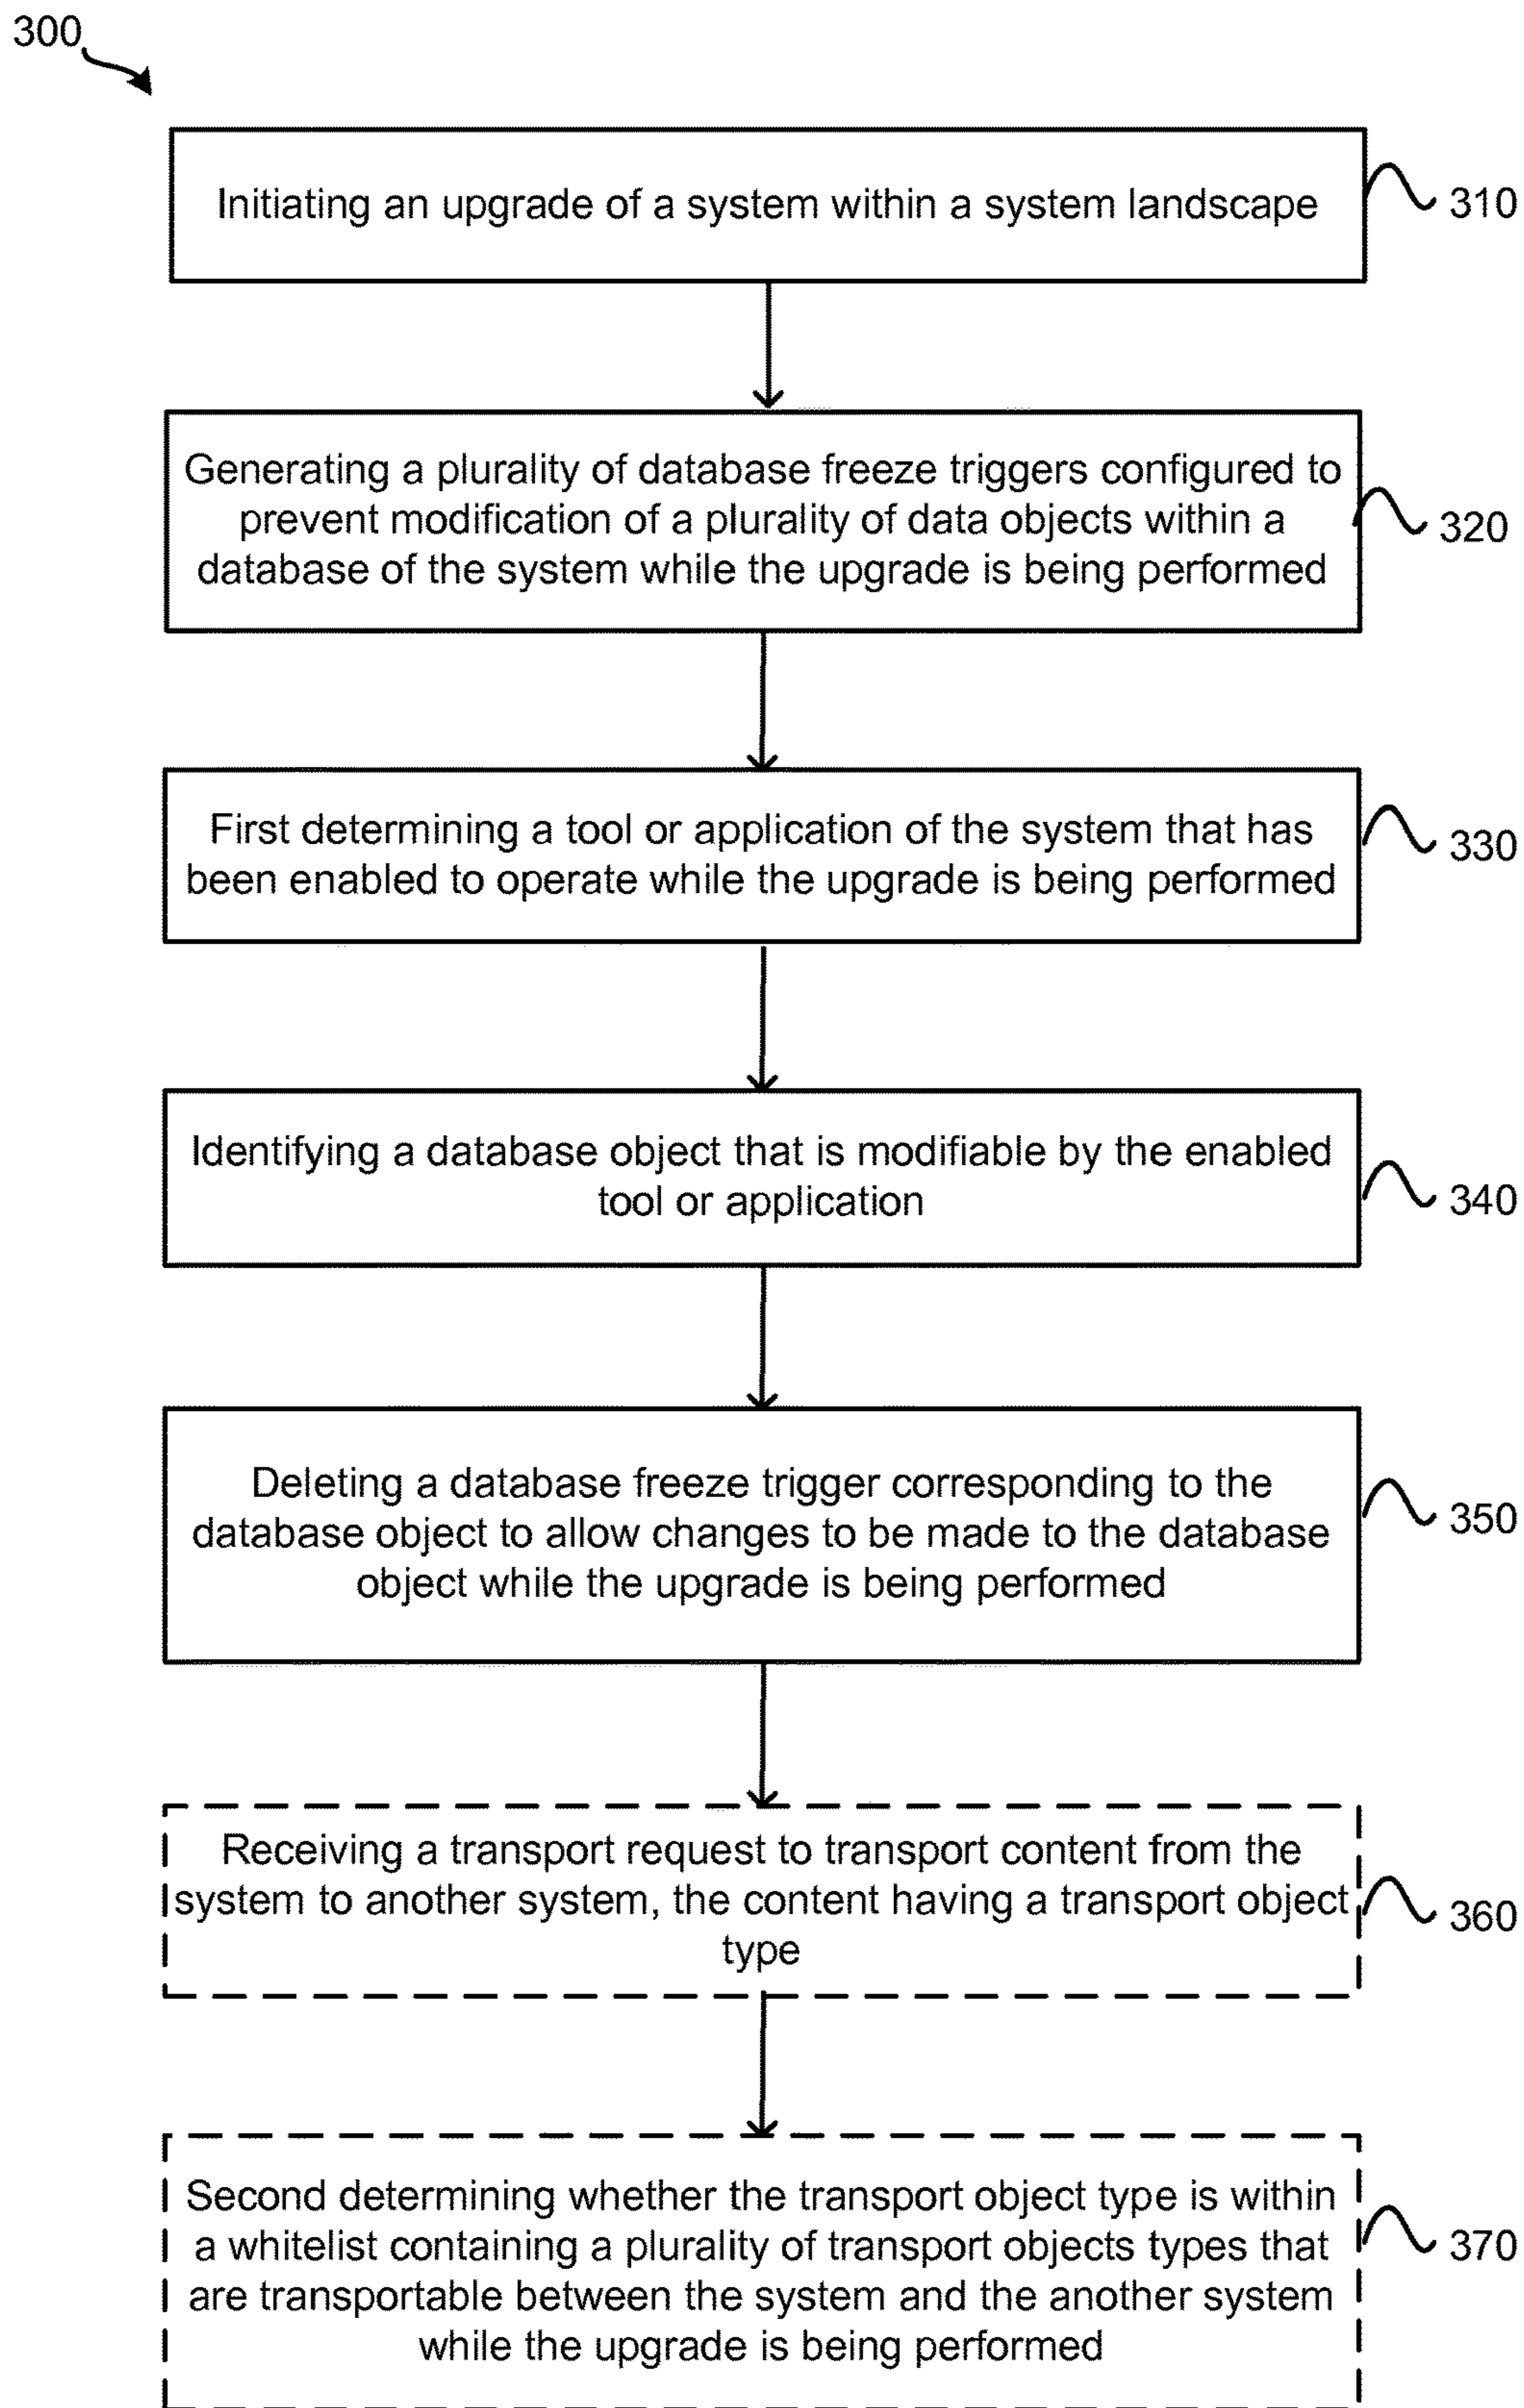 300
Initiating an upgrade of a system within a system landscape
310
Generating a plurality of database freeze triggers configured to
prevent modification of a plurality of data objects within a
database of the system while the upgrade is being performed
320
First determining a tool or application of the system that has
been enabled to operate while the upgrade is being performed
330
Identifying a database object that is modifiable by the enabled
tool or application
340
Deleting a database freeze trigger corresponding to the
database object to allow changes to be made to the database
object while the upgrade is being performed
350
Receiving a transport request to transport content from the
system to another system, the content having a transport object
type
360
Second determining whether the transport object type is within
a whitelist containing a plurality of transport objects types that
are transportable between the system and the another system
while the upgrade is being performed
370